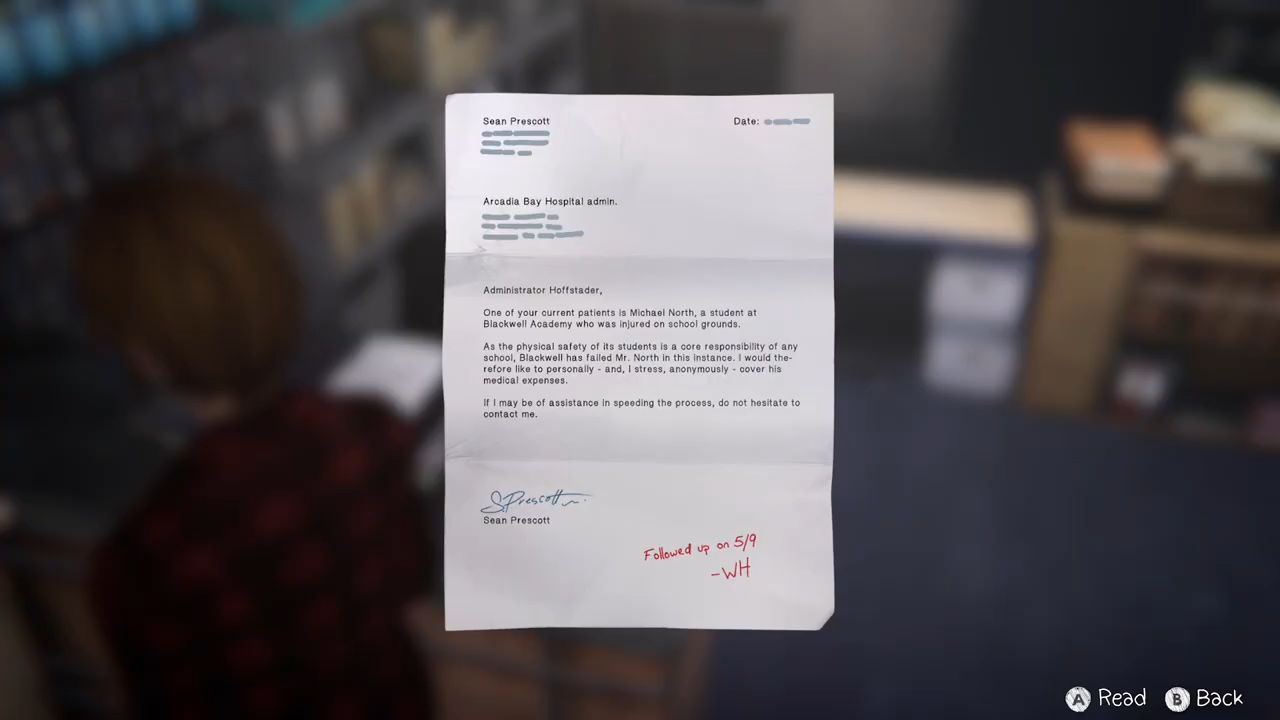 Sean Prescott
Date:
Arcadia Bay Hospital admin.
Administrator Hoffstader,
One of your current patients is Michael North, a student at
Blackwell Academy who was injured on school grounds.
As the physical safety of its students is a core responsibility of any
school, Blackwell has failed Mr. North in this instance. I would the-
refore like to personally - and, I stress, anonymously - cover his
medical expenses.
If I may be of assistance in speeding the process, do not hesitate to
contact me.
S.Prescott
Sean Prescott
Followed up on 5/9
-WH
A Read B Back